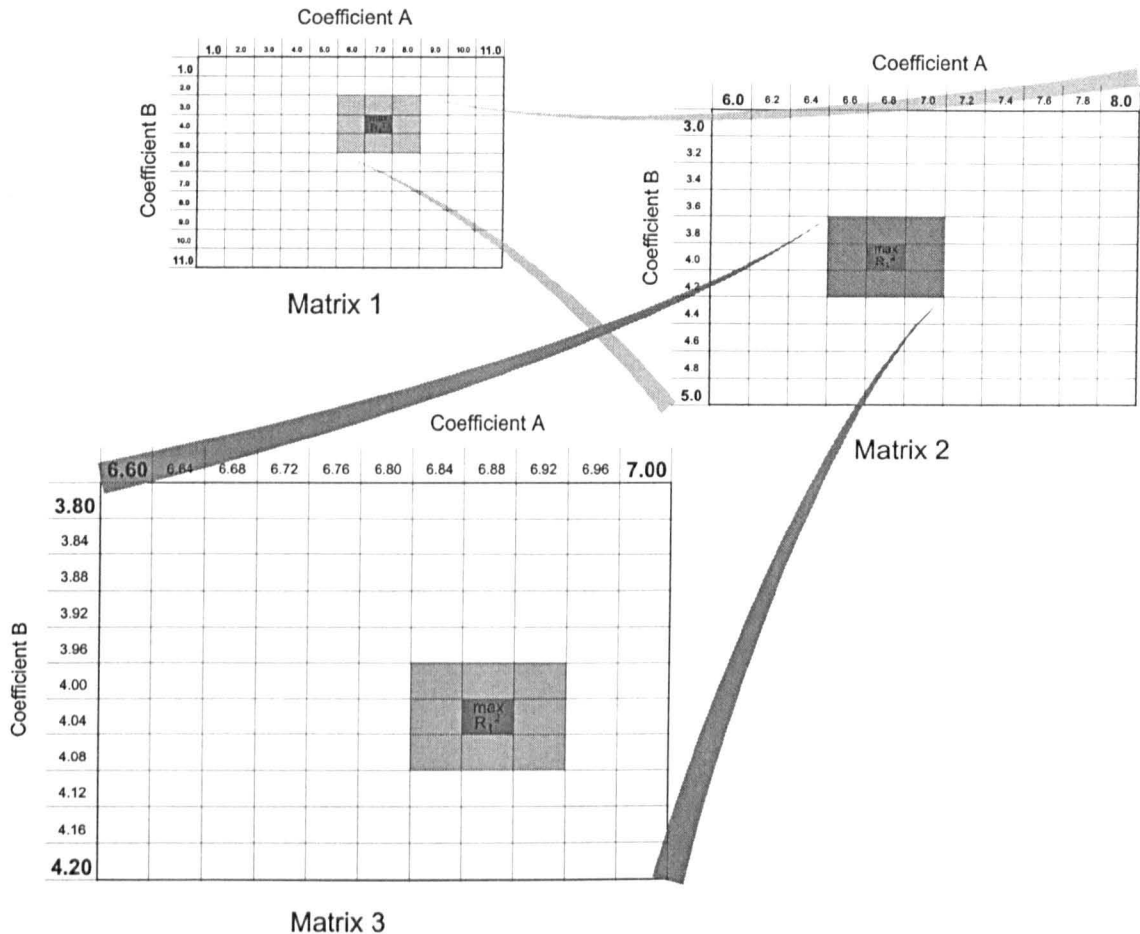 Coefficient A
1.0 2.0 3.0 4.0 5.0 6.0 7.0 8.0 9.0 10.0 11.0
Coefficient B
1.0
2.0
3.0
4.0
5.0
6.0
7.0
8.0
9.0
10.0
11.0
max
R₁²
Matrix 1
Coefficient A
6.0 6.2 6.4 6.6 6.8 7.0 7.2 7.4 7.6 7.8 8.0
Coefficient B
3.0
3.2
3.4
3.6
3.8
4.0
4.2
4.4
4.6
4.8
5.0
max
R₁²
Matrix 2
Coefficient A
6.60 6.64 6.68 6.72 6.76 6.80 6.84 6.88 6.92 6.96 7.00
Coefficient B
3.80
3.84
3.88
3.92
3.96
4.00
4.04
4.08
4.12
4.16
4.20
max
R₁²
Matrix 3